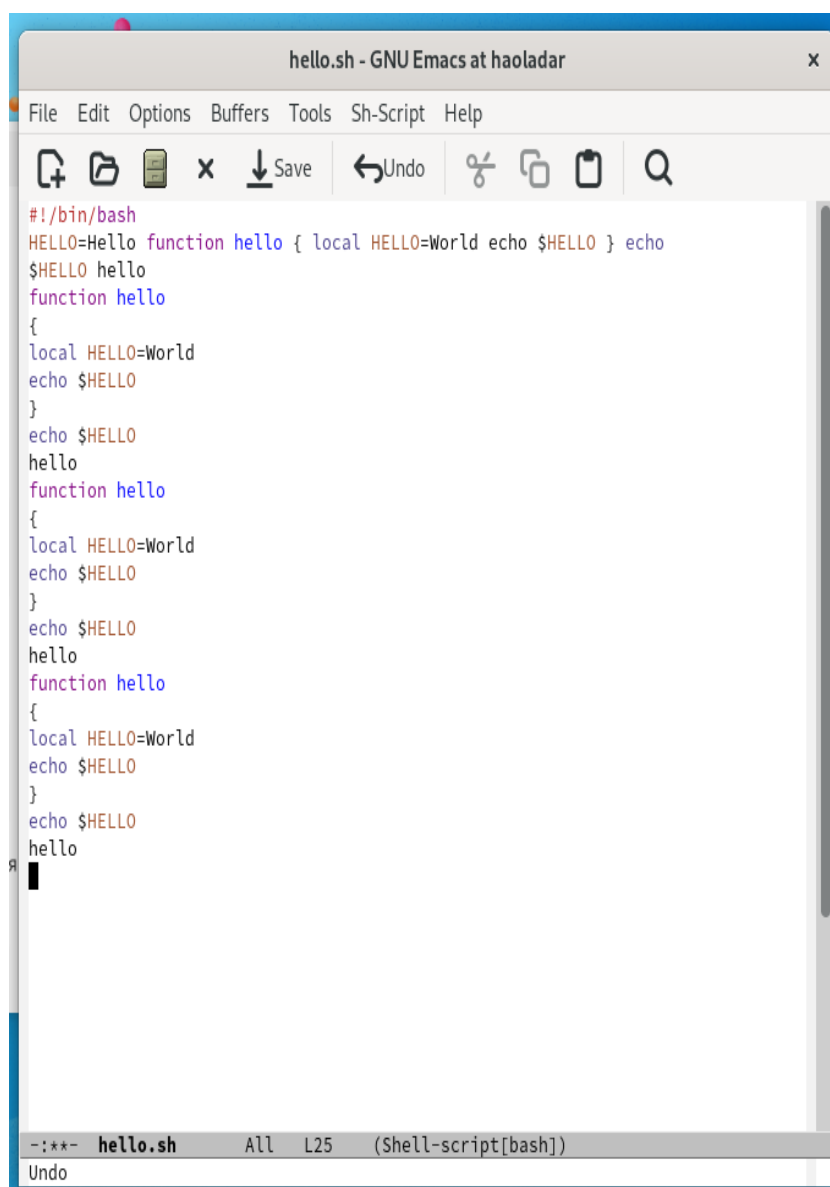 hello.sh - GNU Emacs at haoladar x
File Edit Options Buffers Tools Sh-Script Help
Save Undo
#!/bin/bash
HELLO=Hello function hello { local HELLO=World echo $HELLO } echo
$HELLO hello
function hello
{
local HELLO=World
echo $HELLO
}
echo $HELLO
hello
function hello
{
local HELLO=World
echo $HELLO
}
echo $HELLO
hello
function hello
{
local HELLO=World
echo $HELLO
}
echo $HELLO
hello
я
-:**- hello.sh All L25 (Shell-script[bash])
Undo